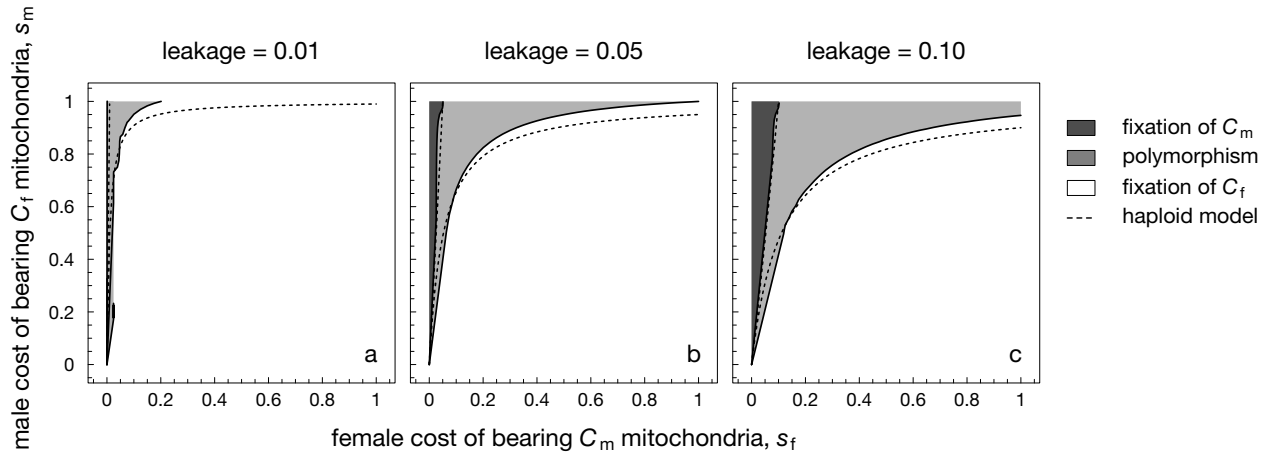 leakage = 0.01
leakage = 0.05
leakage = 0.10
male cost of bearing Cf mitochondria, sm
1
0.8
0.6
0.4
0.2
0
a
b
c
0 0.2 0.4 0.6 0.8 1
0 0.2 0.4 0.6 0.8 1
0 0.2 0.4 0.6 0.8 1
female cost of bearing Cm mitochondria, sf
fixation of Cm
polymorphism
fixation of Cf
haploid model